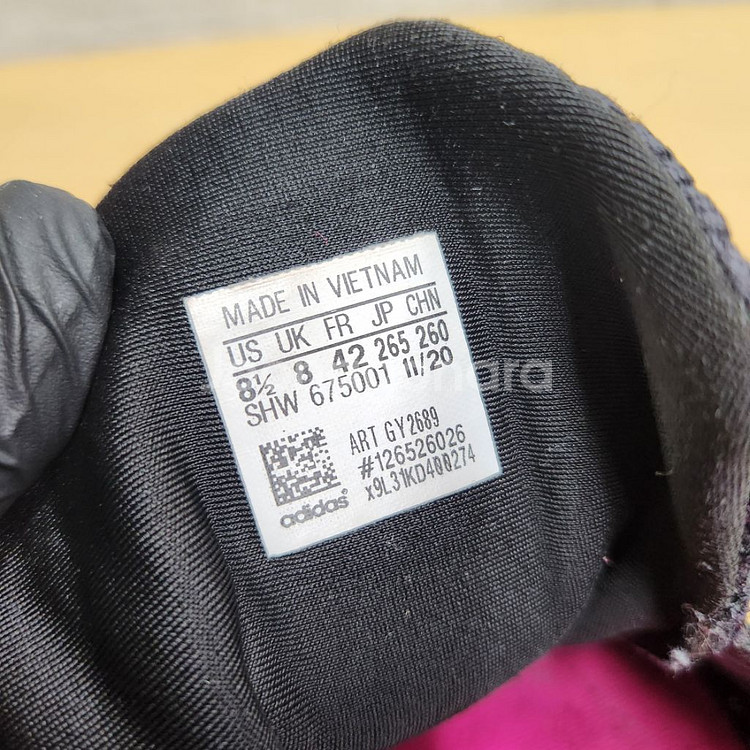 MADE IN VIETNAM
US UK FR JP CHN
8½ 8 42 265 260
SHW 675001 11/20
ART GY2689
#126526026
x9L31KD400274
adidas